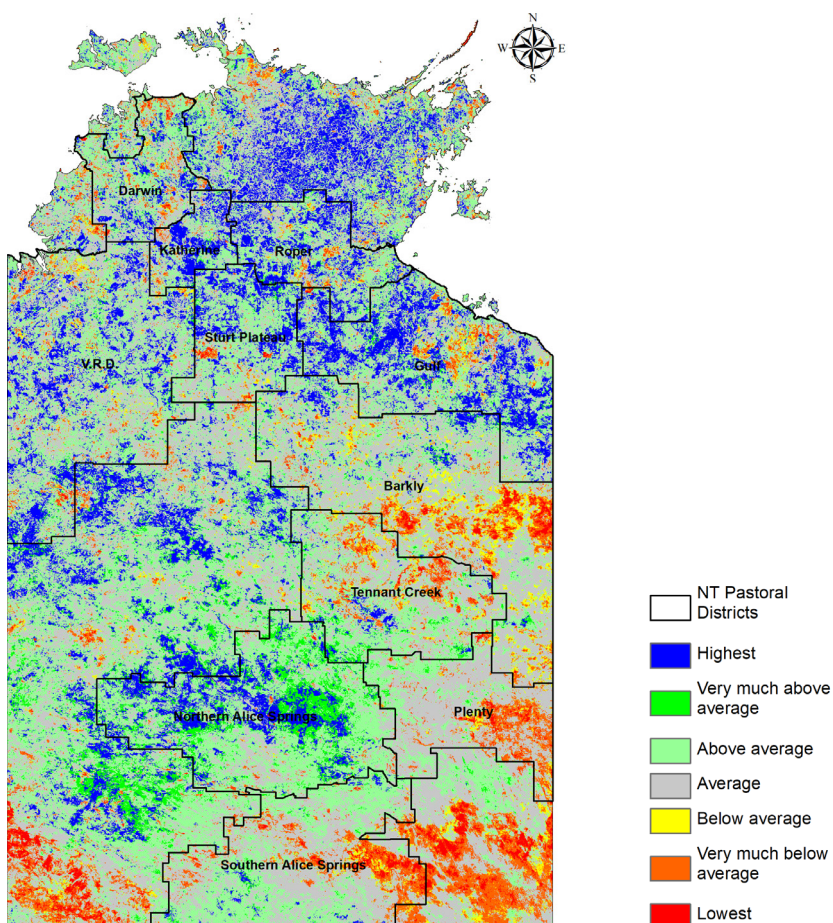 N
W
E
S
Darwin
Katherine
Roper
Sturt Plateau
V.R.D
Gulf
Barkly
Tennant Creek
Northern Alice Springs
Plenty
Southern Alice Springs
NT Pastoral
Districts
Highest
Very much above
average
Above average
Average
Below average
Very much below
average
Lowest